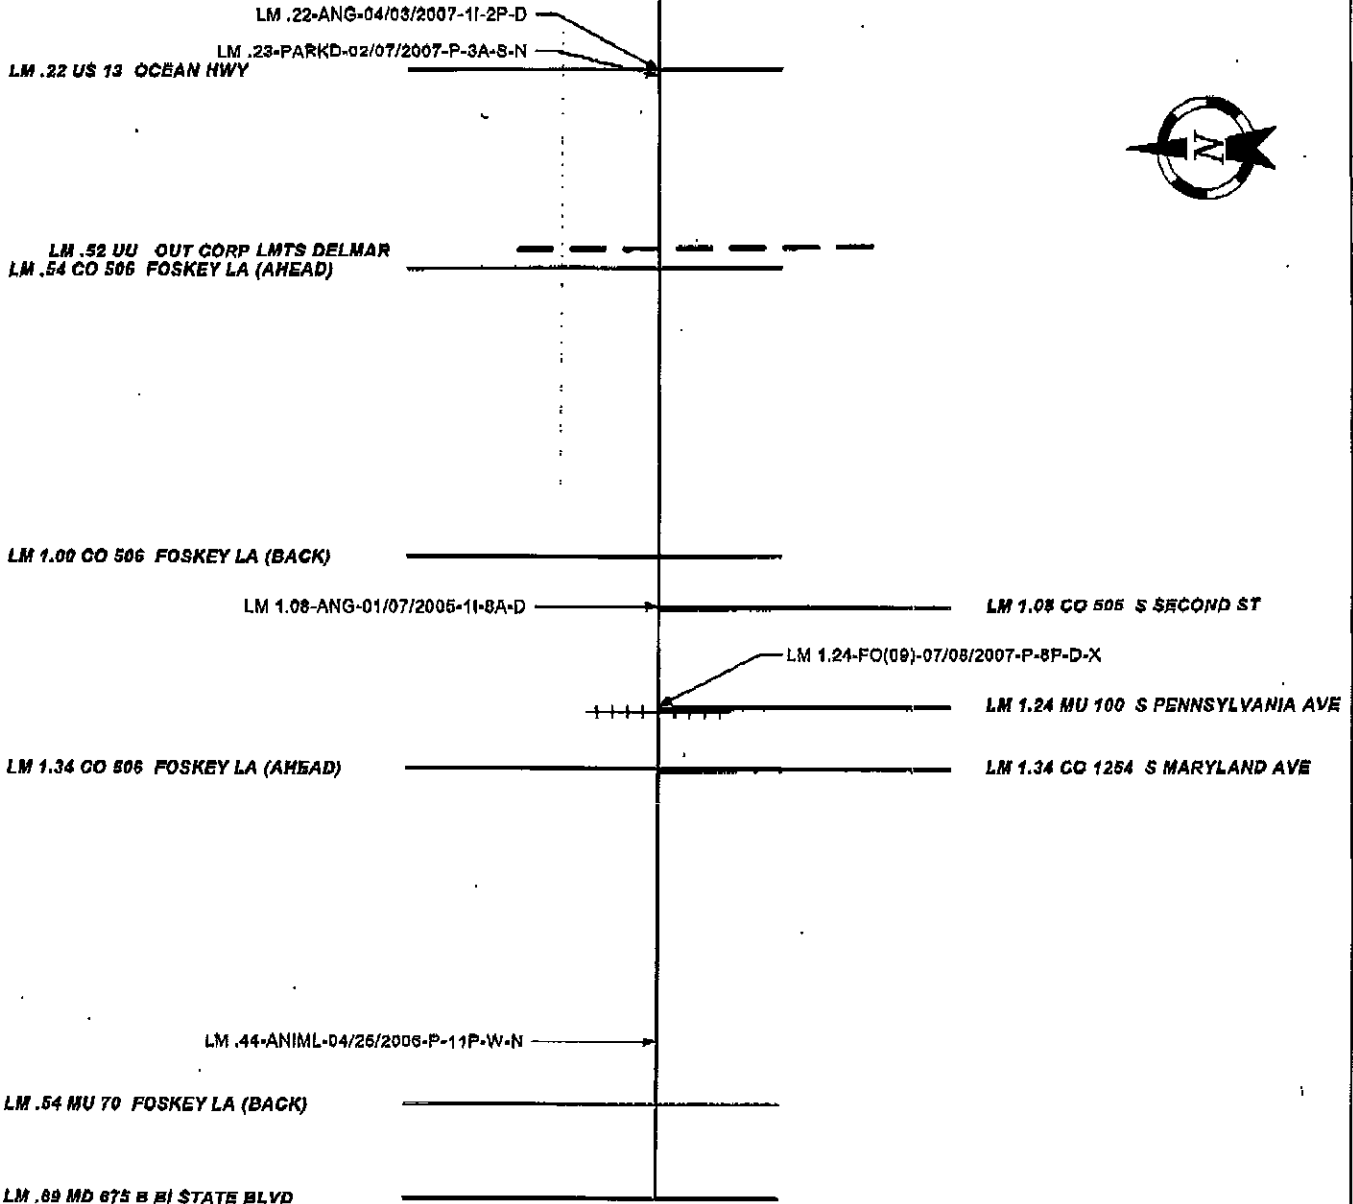 LM .22-ANG-04/03/2007-1I-2P-D
LM .23-PARKD-02/07/2007-P-3A-S-N
LM .22 US 13 OCEAN HWY
N
LM .52 UU OUT CORP LMTS DELMAR
LM .54 CO 506 FOSKEY LA (AHEAD)
LM 1.00 CO 506 FOSKEY LA (BACK)
LM 1.08-ANG-01/07/2005-1I-8A-D
LM 1.08 CO 505 S SECOND ST
LM 1.24-FO(09)-07/08/2007-P-8P-D-X
LM 1.24 MU 100 S PENNSYLVANIA AVE
LM 1.34 CO 506 FOSKEY LA (AHEAD)
LM 1.34 CO 1254 S MARYLAND AVE
LM .44-ANIML-04/25/2006-P-11P-W-N
LM .54 MU 70 FOSKEY LA (BACK)
LM .69 MD 675 B BI STATE BLVD